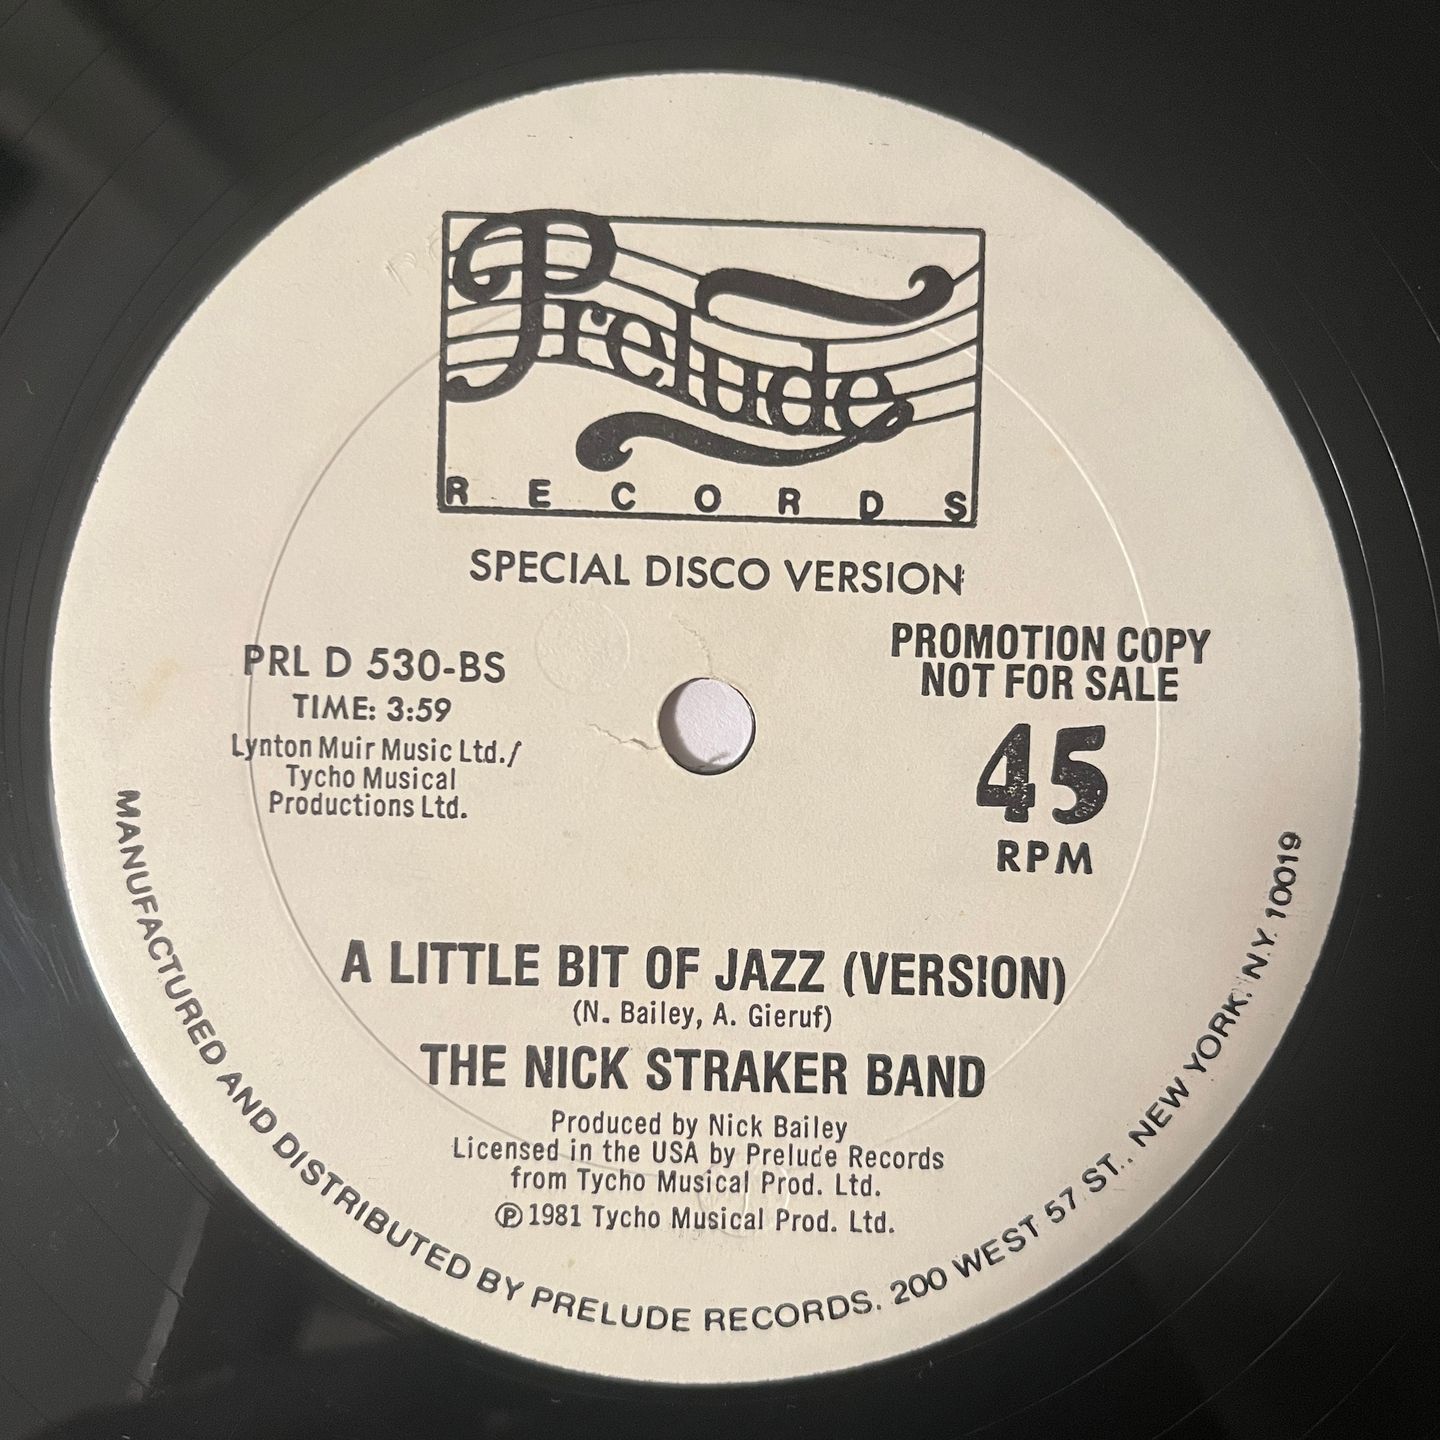 Prelude
RECORDS
SPECIAL DISCO VERSION
PRL D 530-BS
TIME: 3:59
Lynton Muir Music Ltd./
Tycho Musical
Productions Ltd.
PROMOTION COPY
NOT FOR SALE
45
RPM
A LITTLE BIT OF JAZZ (VERSION)
(N. Bailey, A. Gieruf)
THE NICK STRAKER BAND
Produced by Nick Bailey
Licensed in the USA by Prelude Records
from Tycho Musical Prod. Ltd.
℗ 1981 Tycho Musical Prod. Ltd.
MANUFACTURED AND DISTRIBUTED BY PRELUDE RECORDS. 200 WEST 57 ST., NEW YORK. N.Y. 10019